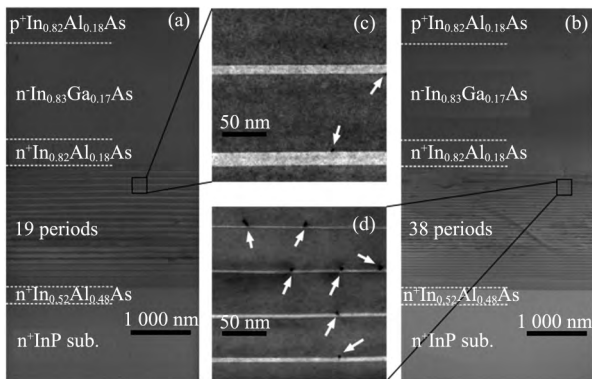 (a)
p+In0.82Al0.18As
n-In0.83Ga0.17As
n+In0.82Al0.18As
19 periods
n+In0.52Al0.48As
1 000 nm
n+InP sub.
(c)
50 nm
(d)
50 nm
(b)
p+In0.82Al0.18As
n-In0.83Ga0.17As
n+In0.82Al0.18As
38 periods
n+In0.52Al0.48As
1 000 nm
n+InP sub.